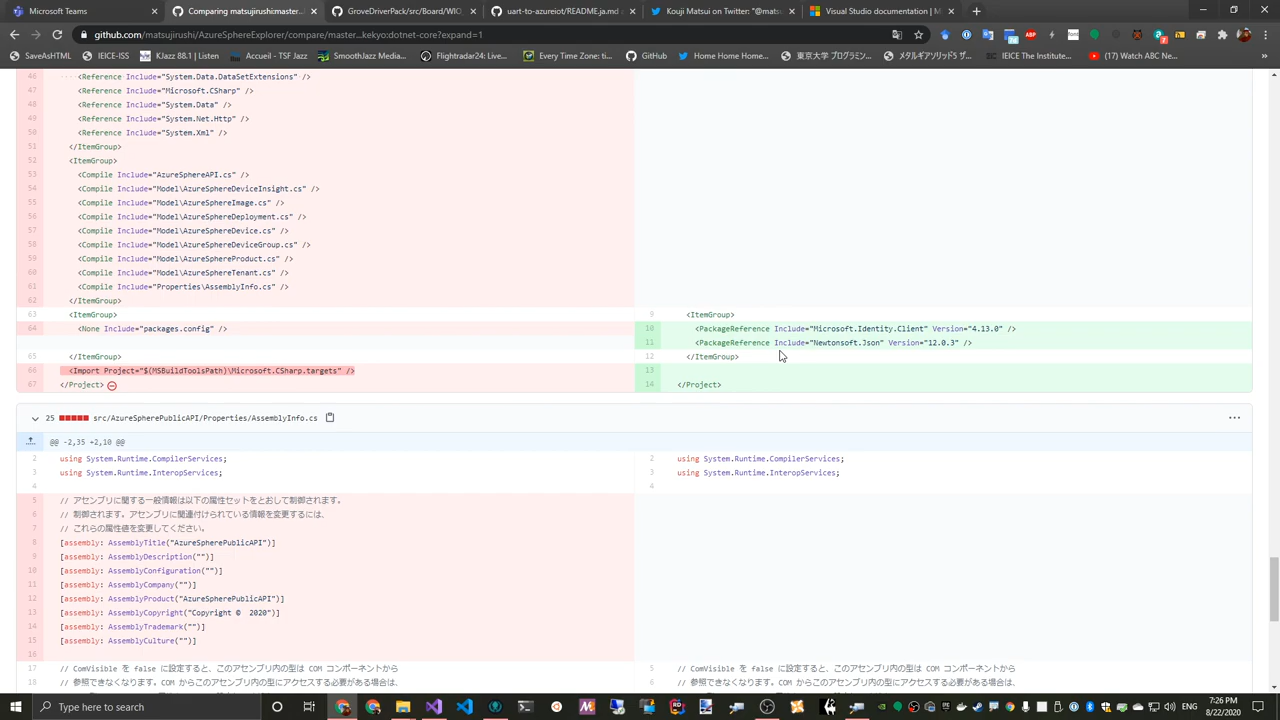 Microsoft Teams
Comparing matsujirushi:master...
GroveDriverPack/src/Board/WIO
uart-to-azureiot/README.md
Kouji Matsui on Twitter: "@mats
Security documentation | M
github.com/matsujirushi/AzureSphereExplorer/compare/master...kekyo:dotnet-core?expand=1
SaveAsHTML
IEICE-ISS
KJazz 88.1 | Listen
Accueil - TSF Jazz
SmoothJazz Media...
Flightradar24: Live...
Every Time Zone: ti...
GitHub
Home Home Home...
東京大学 プログラミン...
メタルギアソリッド5 ザ...
IEICE The Institute...
(17) Watch ABC Ne...
46 <Reference Include="System.Data.DataSetExtensions" />
47 <Reference Include="Microsoft.CSharp" />
48 <Reference Include="System.Data" />
49 <Reference Include="System.Net.Http" />
50 <Reference Include="System.Xml" />
51 </ItemGroup>
52 <ItemGroup>
53 <Compile Include="AzureSphereAPI.cs" />
54 <Compile Include="Model\AzureSphereDeviceInsight.cs" />
55 <Compile Include="Model\AzureSphereImage.cs" />
56 <Compile Include="Model\AzureSphereDeployment.cs" />
57 <Compile Include="Model\AzureSphereDevice.cs" />
58 <Compile Include="Model\AzureSphereDeviceGroup.cs" />
59 <Compile Include="Model\AzureSphereProduct.cs" />
60 <Compile Include="Model\AzureSphereTenant.cs" />
61 <Compile Include="Properties\AssemblyInfo.cs" />
62 </ItemGroup>
63 <ItemGroup> 9 <ItemGroup>
64 <None Include="packages.config" /> 10 <PackageReference Include="Microsoft.Identity.Client" Version="4.13.0" />
11 <PackageReference Include="Newtonsoft.Json" Version="12.0.3" />
65 </ItemGroup> 12 </ItemGroup>
66 <Import Project="$(MSBuildToolsPath)\Microsoft.CSharp.targets" /> 13
67 </Project> 14 </Project>
25 src/AzureSpherePublicAPI/Properties/AssemblyInfo.cs
@@ -2,35 +2,10 @@
2 using System.Runtime.CompilerServices; 2 using System.Runtime.CompilerServices;
3 using System.Runtime.InteropServices; 3 using System.Runtime.InteropServices;
4 4
5 // アセンブリに関する一般情報は以下の属性セットをとおして制御されます。
6 // 制御されます。アセンブリに関連付けられている情報を変更するには、
7 // これらの属性値を変更してください。
8 [assembly: AssemblyTitle("AzureSpherePublicAPI")]
9 [assembly: AssemblyDescription("")]
10 [assembly: AssemblyConfiguration("")]
11 [assembly: AssemblyCompany("")]
12 [assembly: AssemblyProduct("AzureSpherePublicAPI")]
13 [assembly: AssemblyCopyright("Copyright © 2020")]
14 [assembly: AssemblyTrademark("")]
15 [assembly: AssemblyCulture("")]
16
17 // ComVisible を false に設定すると、このアセンブリ内の型は COM コンポーネントから 5 // ComVisible を false に設定すると、このアセンブリ内の型は COM コンポーネントから
18 // 参照できなくなります。COM からこのアセンブリ内の型にアクセスする必要がある場合は、 6 // 参照できなくなります。COM からこのアセンブリ内の型にアクセスする必要がある場合は、
Type here to search
7:26 PM
8/22/2020